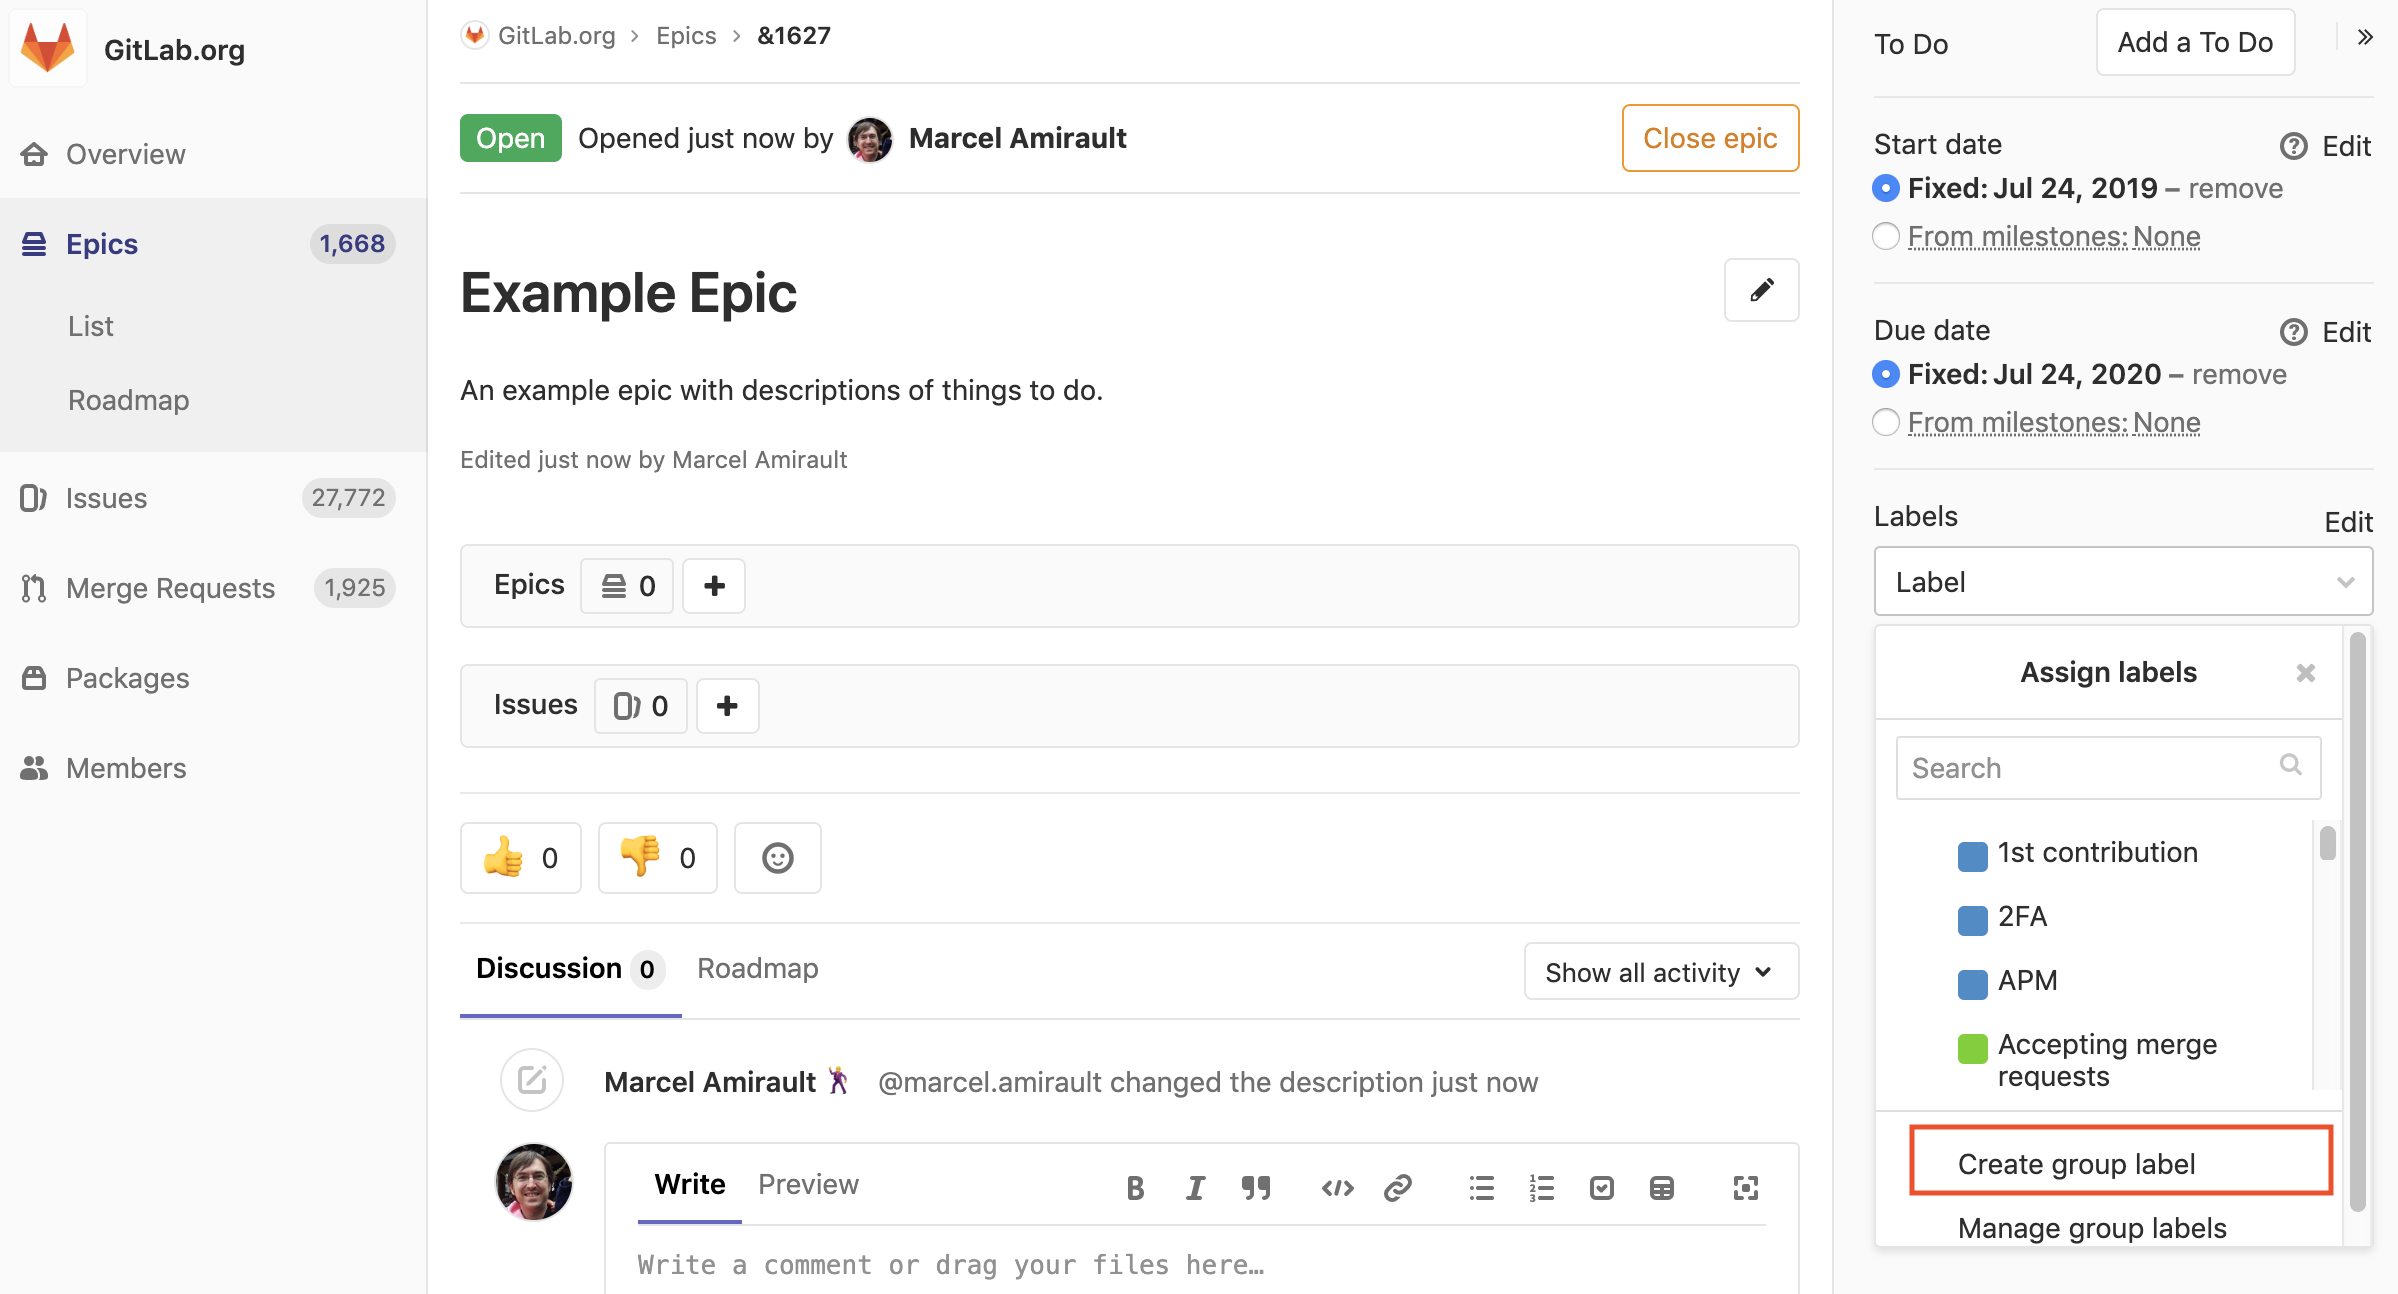 GitLab.org
Overview
Epics 1,668
List
Roadmap
Issues 27,772
Merge Requests 1,925
Packages
Members
GitLab.org > Epics > &1627
Open Opened just now by Marcel Amirault Close epic
Example Epic
An example epic with descriptions of things to do.
Edited just now by Marcel Amirault
Epics 0 +
Issues 0 +
0 0
Discussion 0 Roadmap Show all activity
Marcel Amirault @marcel.amirault changed the description just now
Write Preview
Write a comment or drag your files here…
To Do Add a To Do »
Start date ? Edit
Fixed: Jul 24, 2019 – remove
From milestones: None
Due date ? Edit
Fixed: Jul 24, 2020 – remove
From milestones: None
Labels Edit
Label
Assign labels
Search
1st contribution
2FA
APM
Accepting merge
requests
Create group label
Manage group labels